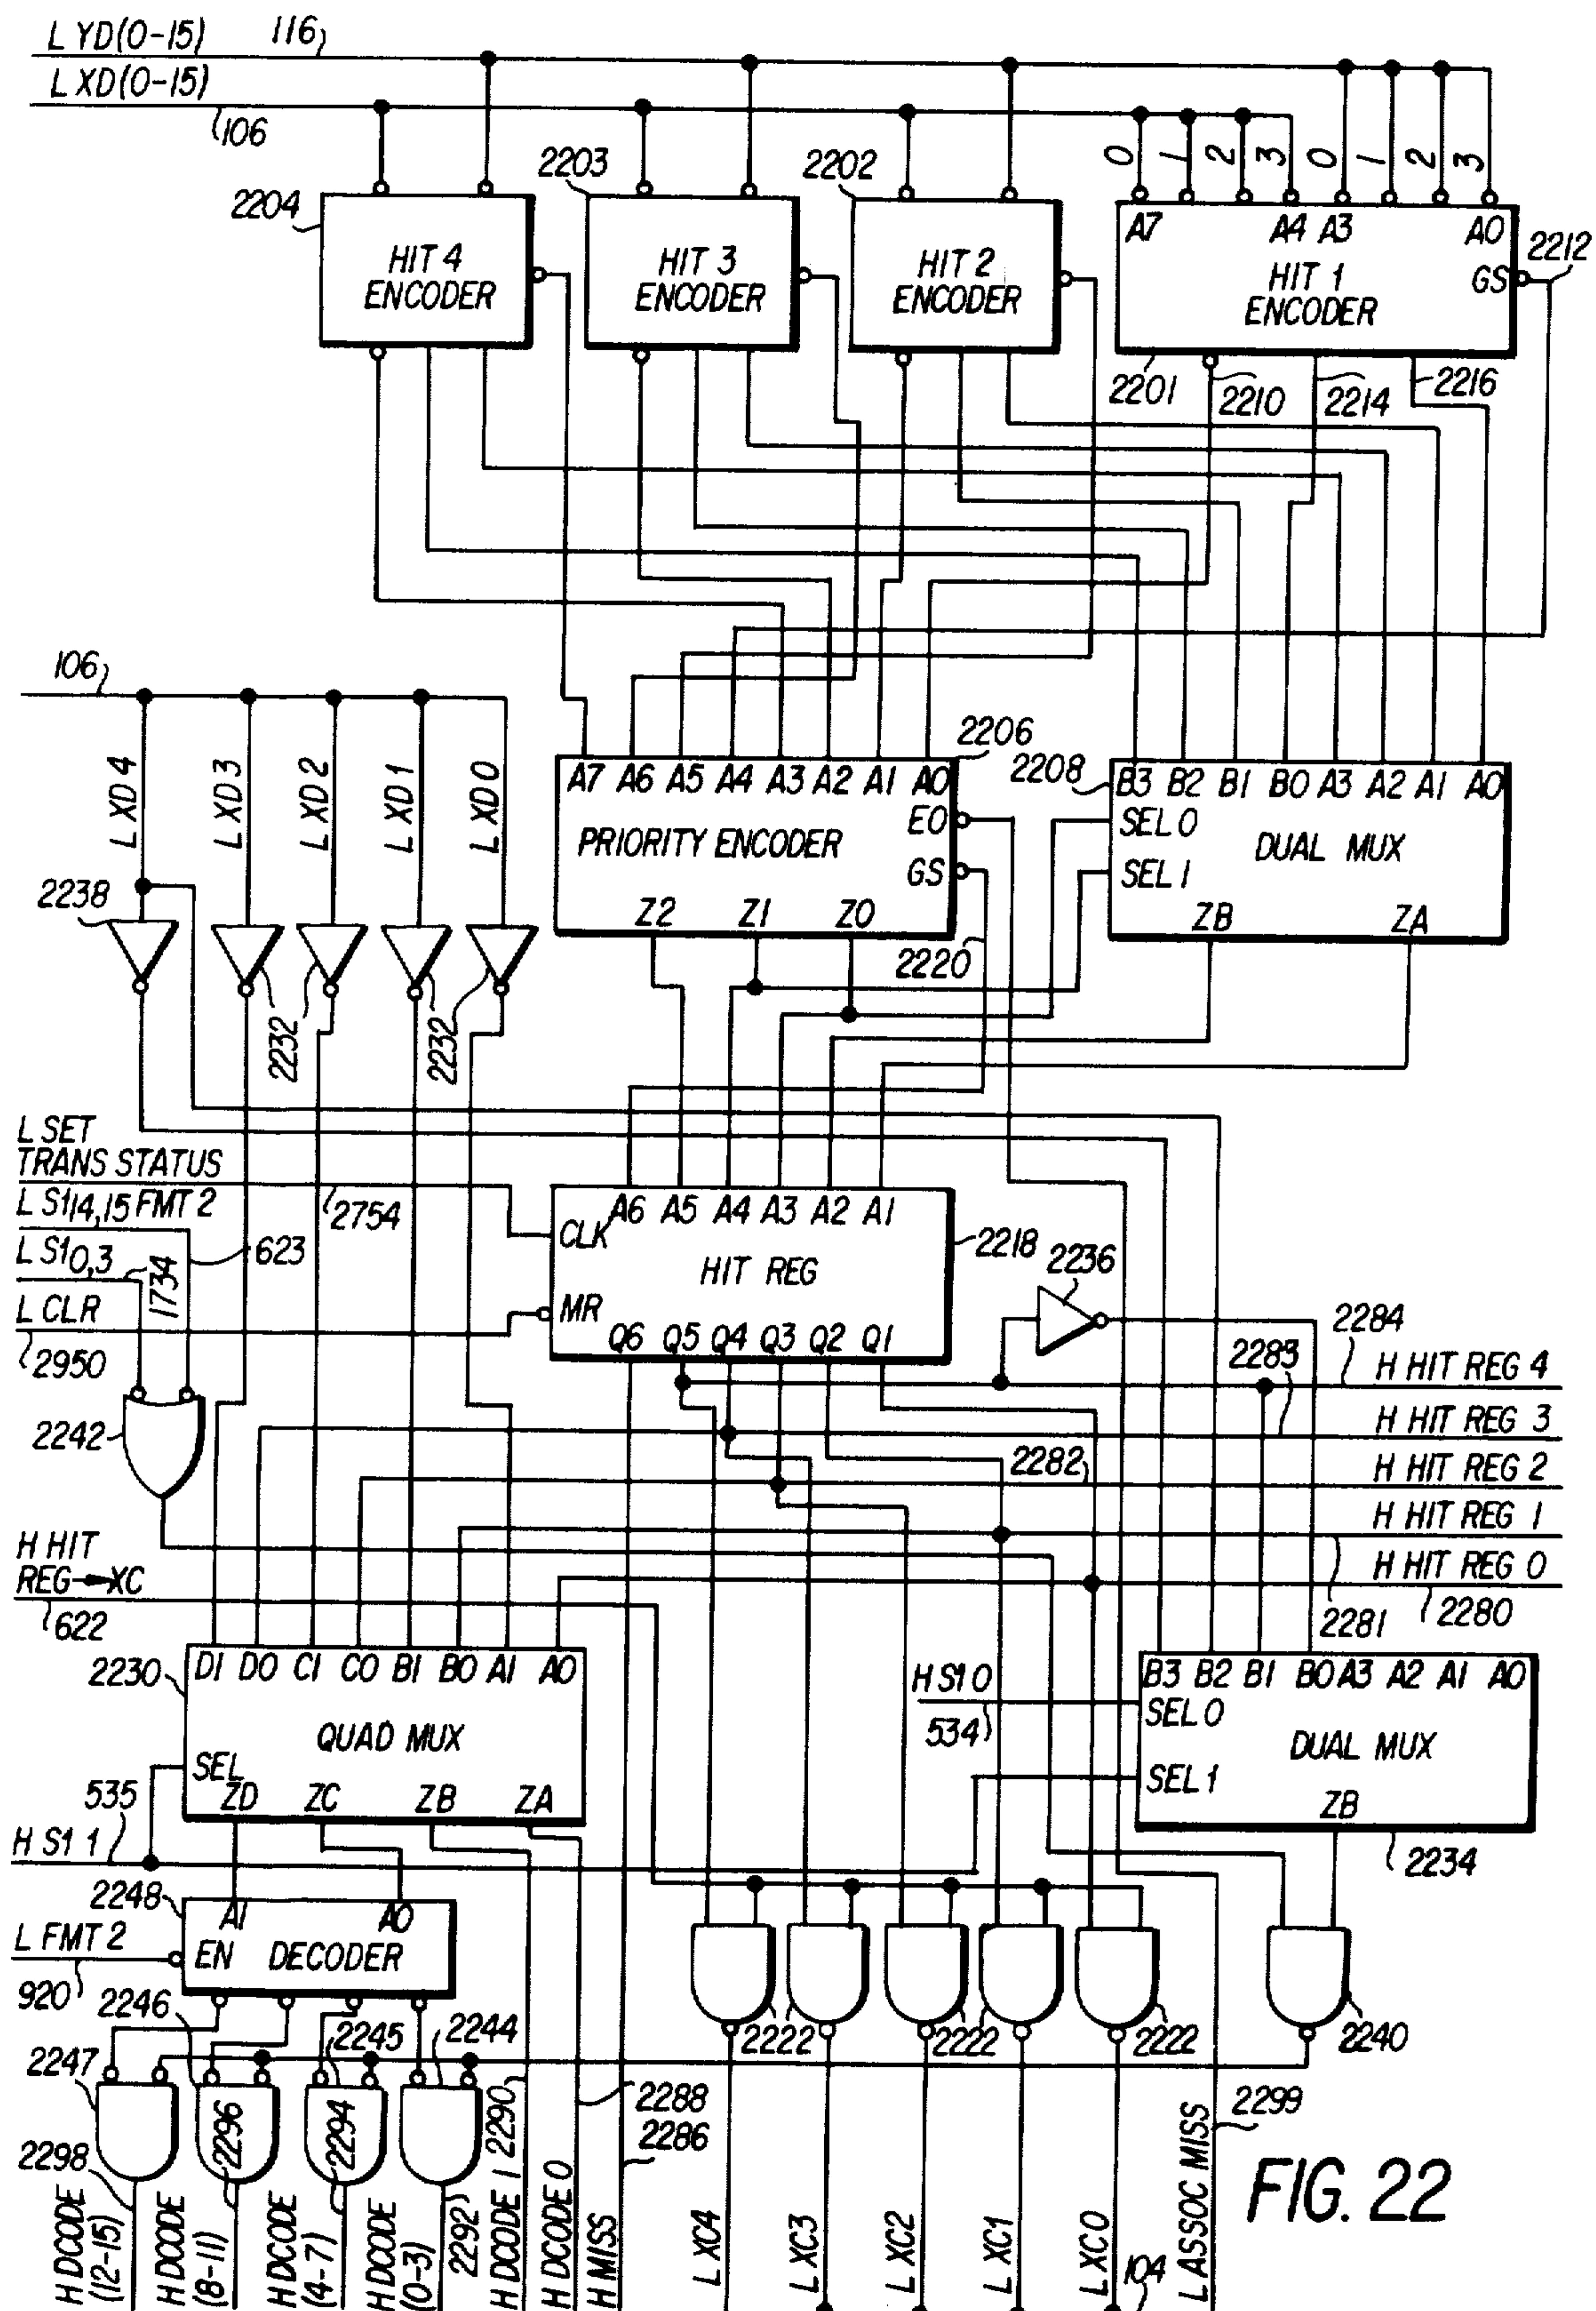 L YD(0-15) 116
L XD(0-15)
106
0 1 2 3 0 1 2 3
2204 2203 2202
HIT 4
ENCODER
HIT 3
ENCODER
HIT 2
ENCODER
A7 A4 A3 A0
GS 2212
HIT 1
ENCODER
2201 2210 2214 2216
106
L XD4 L XD3 L XD2 L XD1 L XD0
2206
A7 A6 A5 A4 A3 A2 A1 A0
EO
PRIORITY ENCODER
GS
Z2 Z1 Z0
2220
2208
B3 B2 B1 B0 A3 A2 A1 A0
SEL 0
DUAL MUX
SEL 1
ZB ZA
2238
2232 2232
L SET
TRANS STATUS
2754
L S1 14,15 FMT 2
623
L S1 0,3
1734
L CLR
2950
A6 A5 A4 A3 A2 A1
CLK
HIT REG
MR
Q6 Q5 Q4 Q3 Q2 Q1
2218
2236
2284
2283
H HIT REG 4
H HIT REG 3
2282
H HIT REG 2
H HIT REG 1
H HIT REG 0
2281 2280
2242
H HIT
REG→XC
622
2230
D1 D0 C1 C0 B1 B0 A1 A0
QUAD MUX
SEL
ZD ZC ZB ZA
535
H S1 1
H S1 0
534
B3 B2 B1 B0 A3 A2 A1 A0
SEL 0
DUAL MUX
SEL 1
ZB
2234
2248
A1 A0
L FMT 2
EN DECODER
920
2246 2245 2244
2247
2222 2222 2222 2222
2240
2296 2294 2290 2288
2286
2298 2292 2299
H DCODE
(12-15)
H DCODE
(8-11)
H DCODE
(4-7)
H DCODE
(0-3)
H DCODE 1
H DCODE 0
H MISS
L XC4
L XC3
L XC2
L XC1
L XC0
104
L ASSOC MISS
FIG. 22